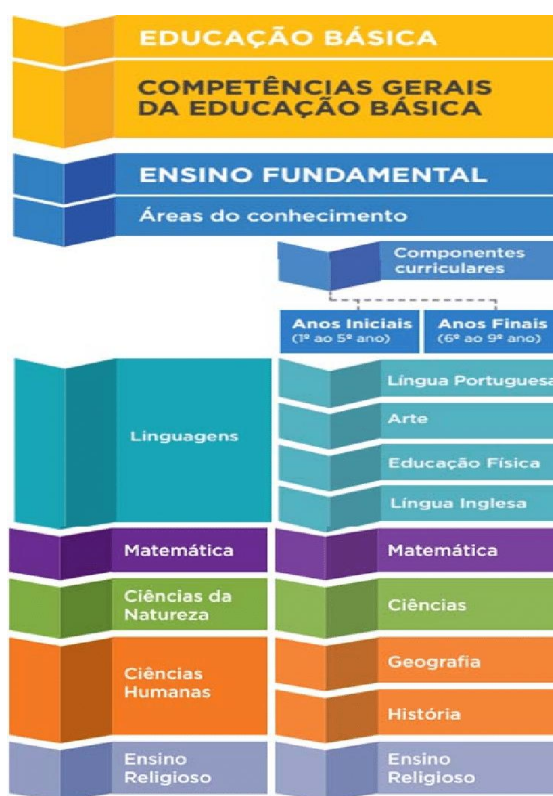 EDUCAÇÃO BÁSICA
COMPETÊNCIAS GERAIS
DA EDUCAÇÃO BÁSICA
ENSINO FUNDAMENTAL
Áreas do conhecimento
Componentes
curriculares
Anos Iniciais
(1º ao 5º ano)
Anos Finais
(6º ao 9º ano)
Linguagens
Língua Portuguesa
Arte
Educação Física
Língua Inglesa
Matemática
Matemática
Ciências da
Natureza
Ciências
Ciências
Humanas
Geografia
História
Ensino
Religioso
Ensino
Religioso